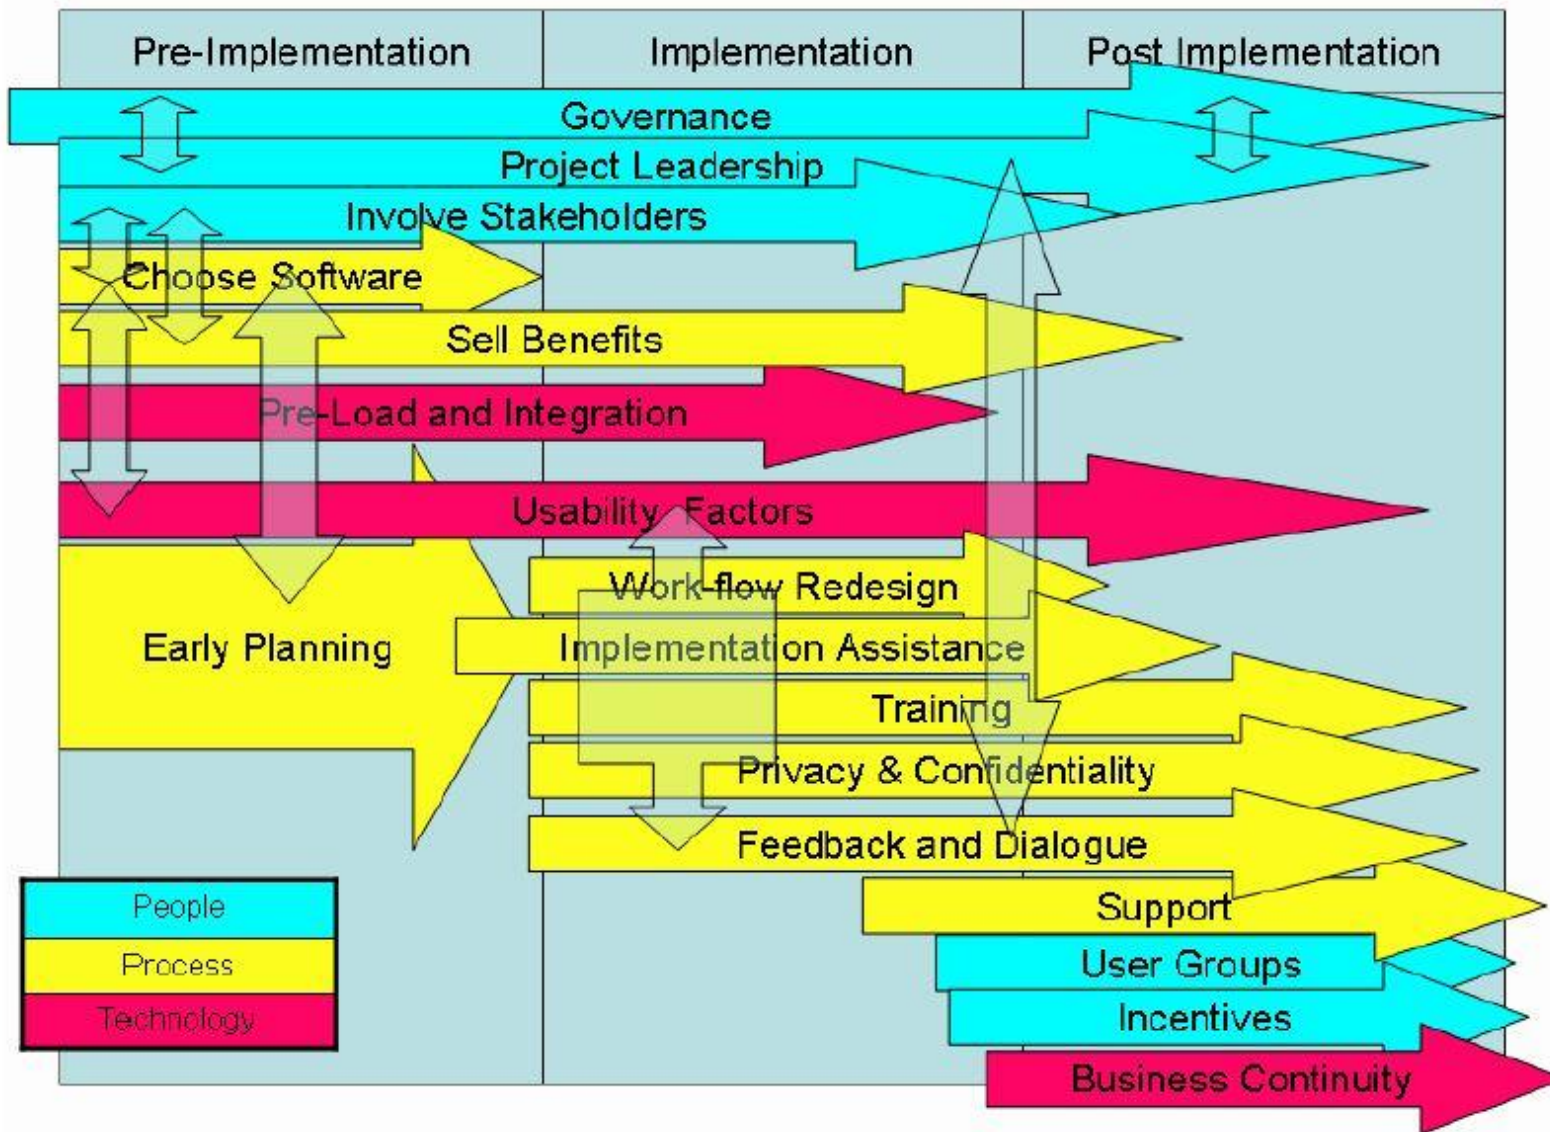 Pre-Implementation
Implementation
Post Implementation
Governance
Project Leadership
Involve Stakeholders
Choose Software
Sell Benefits
Pre-Load and Integration
Usability Factors
Work-flow Redesign
Early Planning
Implementation Assistance
Training
Privacy & Confidentiality
Feedback and Dialogue
Support
User Groups
Incentives
Business Continuity
People
Process
Technology